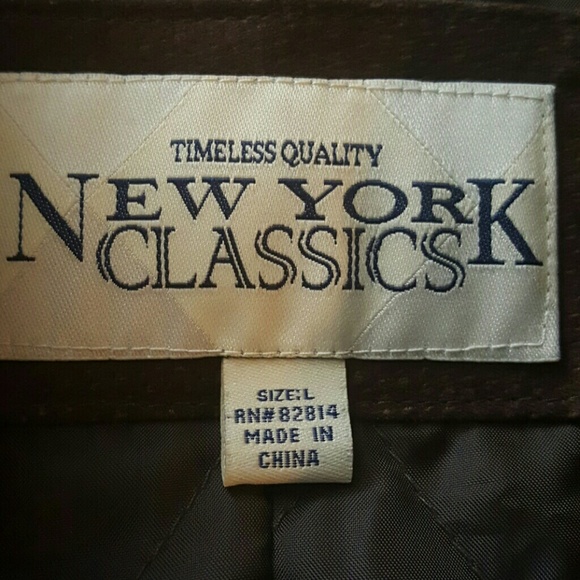 TIMELESS QUALITY
NEW YORK
CLASSICS
SIZE:L
RN#82814
MADE IN
CHINA